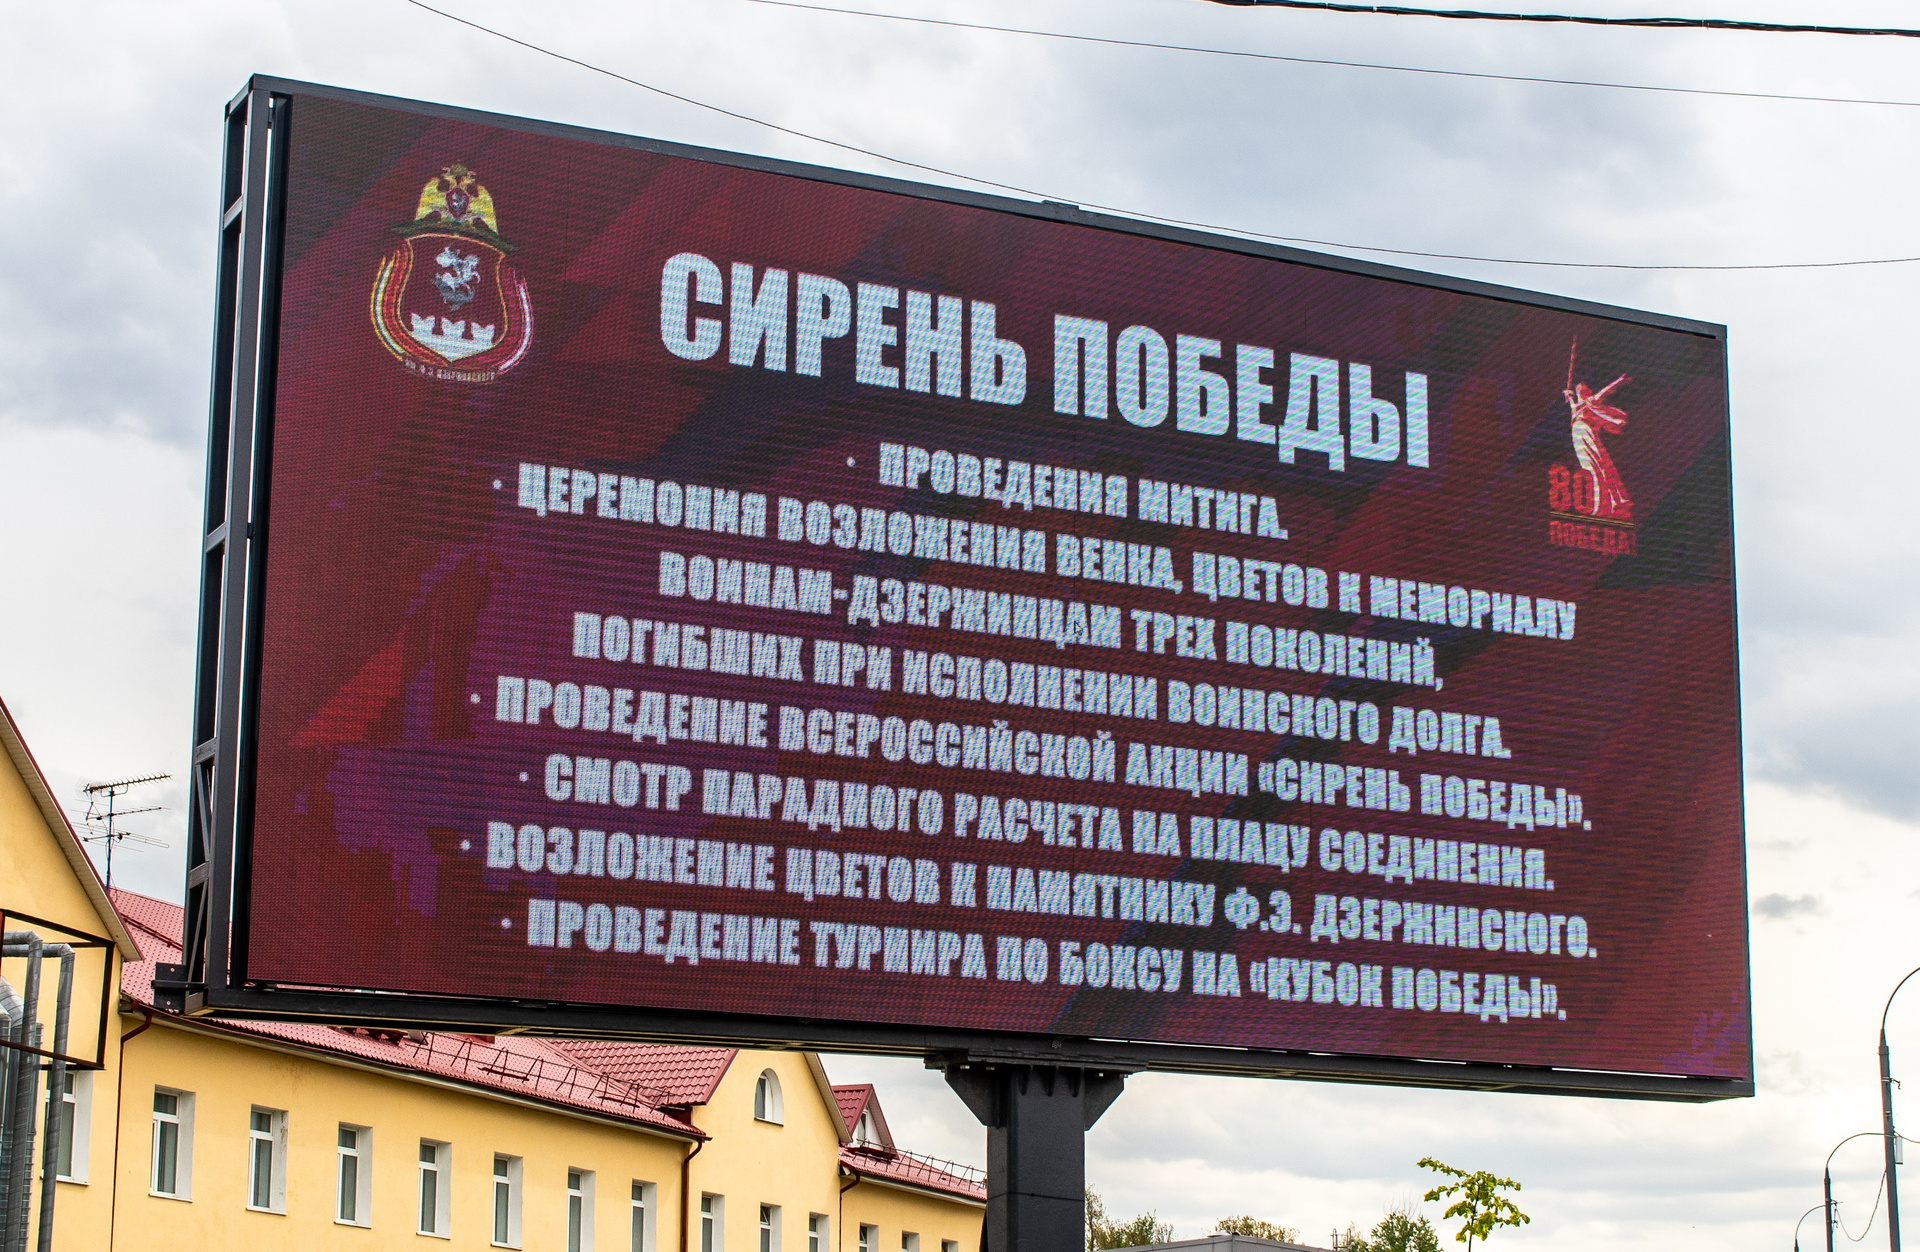 СИРЕНЬ ПОБЕДЫ
• ПРОВЕДЕНИЯ МИТИГА.
• ЦЕРЕМОНИЯ ВОЗЛОЖЕНИЯ ВЕНКА, ЦВЕТОВ К МЕМОРИАЛУ
ВОИНАМ-ДЗЕРЖИНЦАМ ТРЕХ ПОКОЛЕНИЙ,
ПОГИБШИХ ПРИ ИСПОЛНЕНИИ ВОИНСКОГО ДОЛГА.
• ПРОВЕДЕНИЕ ВСЕРОССИЙСКОЙ АКЦИИ «СИРЕНЬ ПОБЕДЫ».
• СМОТР ПАРАДНОГО РАСЧЕТА НА ПЛАЦУ СОЕДИНЕНИЯ.
• ВОЗЛОЖЕНИЕ ЦВЕТОВ К ПАМЯТНИКУ Ф.Э. ДЗЕРЖИНСКОГО.
• ПРОВЕДЕНИЕ ТУРНИРА ПО БОКСУ НА «КУБОК ПОБЕДЫ».
80
ПОБЕДА!